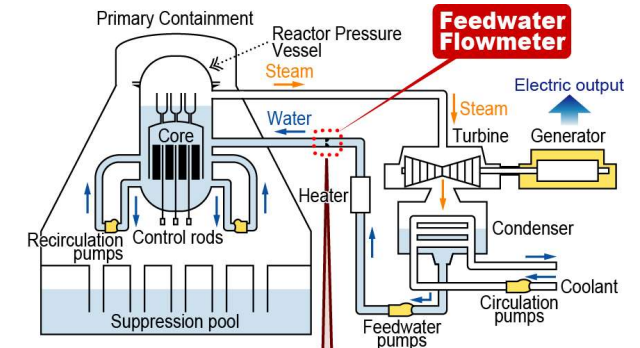 Primary Containment
Feedwater
Flowmeter
Reactor Pressure
Vessel
Steam
Electric output
Water
Steam
Turbine
Generator
Core
Heater
Condenser
Recirculation
pumps
Control rods
Coolant
Circulation
pumps
Suppression pool
Feedwater
pumps